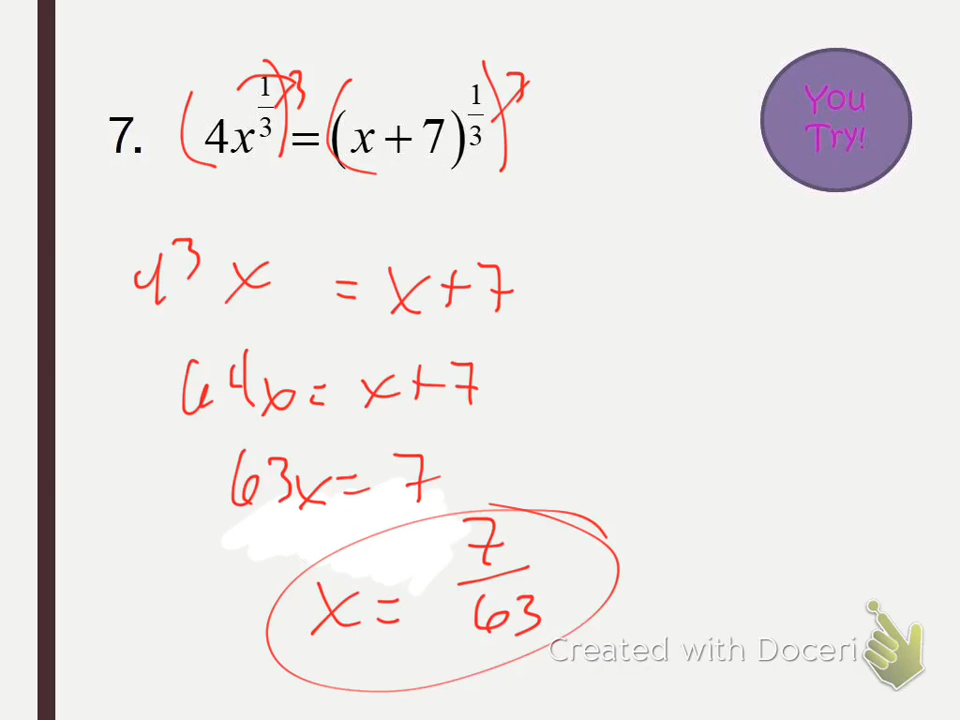 7. (4x^{1/3})^3 = ((x + 7)^{1/3})^3
You
Try!
4^3 x = x+7
64x = x+7
63x = 7
x = 7/63
Created with Doceri